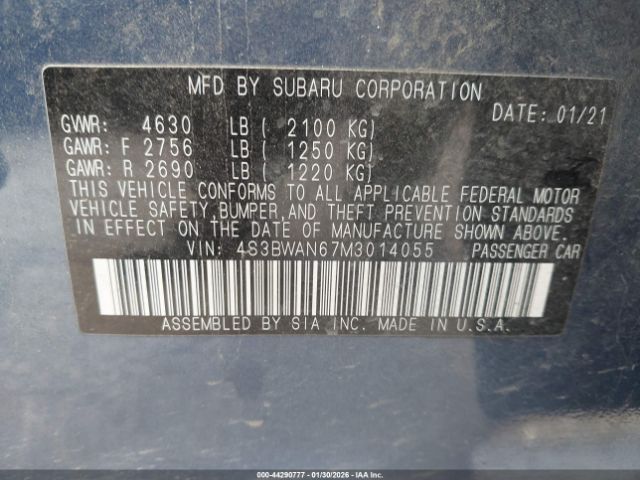 MFD BY SUBARU CORPORATION
DATE: 01/21
GVWR: 4630 LB ( 2100 KG)
GAWR: F 2756 LB ( 1250 KG)
GAWR: R 2690 LB ( 1220 KG)
THIS VEHICLE CONFORMS TO ALL APPLICABLE FEDERAL MOTOR
VEHICLE SAFETY, BUMPER, AND THEFT PREVENTION STANDARDS
IN EFFECT ON THE DATE OF MANUFACTURE SHOWN ABOVE.
VIN: 4S3BWAN67M3014055 PASSENGER CAR
ASSEMBLED BY SIA INC. MADE IN U.S.A.
000-44290777 - 01/30/2026 - IAAI, INC.